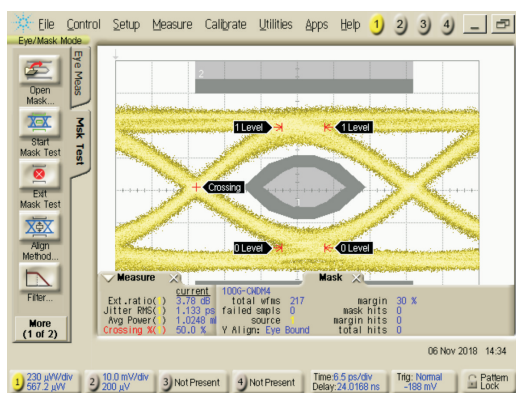 File Control Setup Measure Calibrate Utilities Apps Help 1 2 3 4
Eye/Mask Mode
Eye Meas
Msk Test
Open
Mask...
Start
Mask Test
Exit
Mask Test
Align
Method...
Filter...
More
(1 of 2)
2
1 Level
1 Level
Crossing
1
0 Level
0 Level
Measure
current
Ext.ratio( ) 3.78 dB
Jitter RMS( ) 1.133 ps
Avg Power( ) 1.0248 m
Crossing %( ) 50.0 %
Mask
100G-CWDM4
total wfms 217 margin 30 %
failed smpls 0 mask hits 0
source 1 margin hits 0
Y Align: Eye Bound total hits 0
06 Nov 2018 14:34
1 230 µW/div
567.2 µW
2 10.0 mV/div
200 µV
3 Not Present
4 Not Present
Time:6.5 ps/div
Delay:24.0168 ns
Trig: Normal
-188 mV
Pattern
Lock